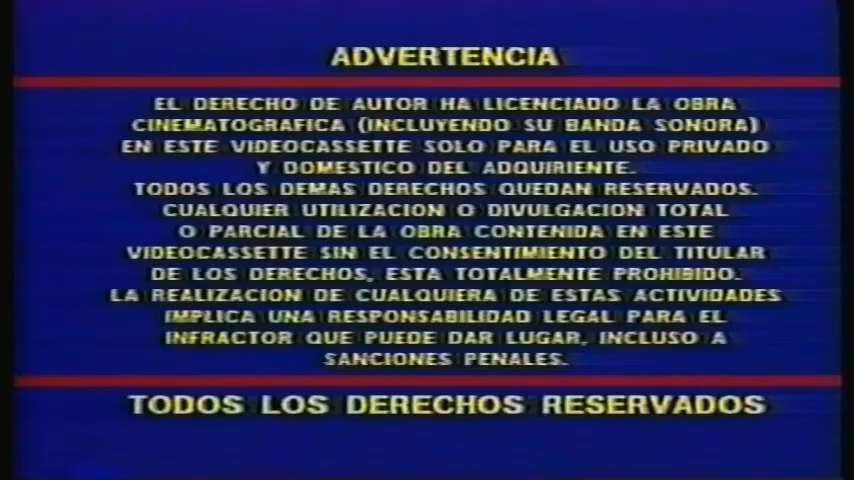 ADVERTENCIA
EL DERECHO DE AUTOR HA LICENCIADO LA OBRA
CINEMATOGRAFICA (INCLUYENDO SU BANDA SONORA)
EN ESTE VIDEOCASSETTE SOLO PARA EL USO PRIVADO
Y DOMESTICO DEL ADQUIRIENTE.
TODOS LOS DEMAS DERECHOS QUEDAN RESERVADOS.
CUALQUIER UTILIZACION O DIVULGACION TOTAL
O PARCIAL DE LA OBRA CONTENIDA EN ESTE
VIDEOCASSETTE SIN EL CONSENTIMIENTO DEL TITULAR
DE LOS DERECHOS, ESTA TOTALMENTE PROHIBIDO.
LA REALIZACION DE CUALQUIERA DE ESTAS ACTIVIDADES
IMPLICA UNA RESPONSABILIDAD LEGAL PARA EL
INFRACTOR QUE PUEDE DAR LUGAR, INCLUSO A
SANCIONES PENALES.
TODOS LOS DERECHOS RESERVADOS